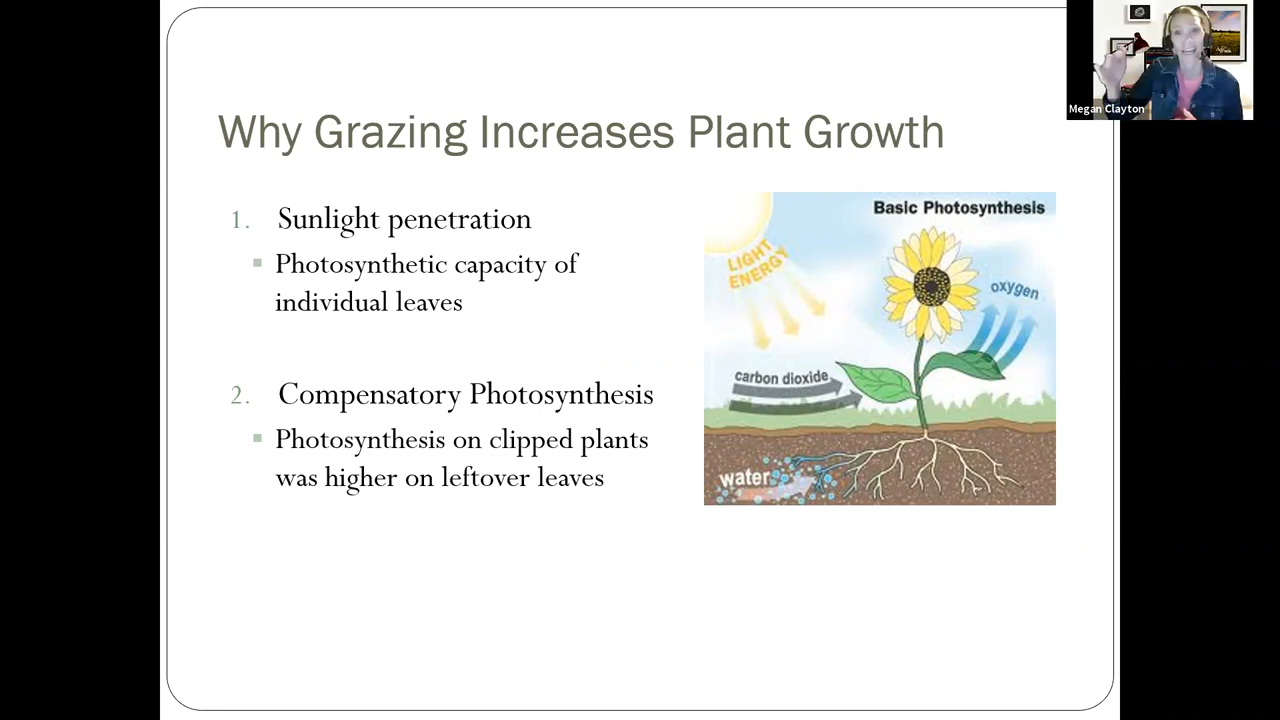 Megan Clayton
Why Grazing Increases Plant Growth
1. Sunlight penetration
▪ Photosynthetic capacity of
individual leaves
2. Compensatory Photosynthesis
▪ Photosynthesis on clipped plants
was higher on leftover leaves
Basic Photosynthesis
LIGHT
ENERGY
oxygen
carbon dioxide
water